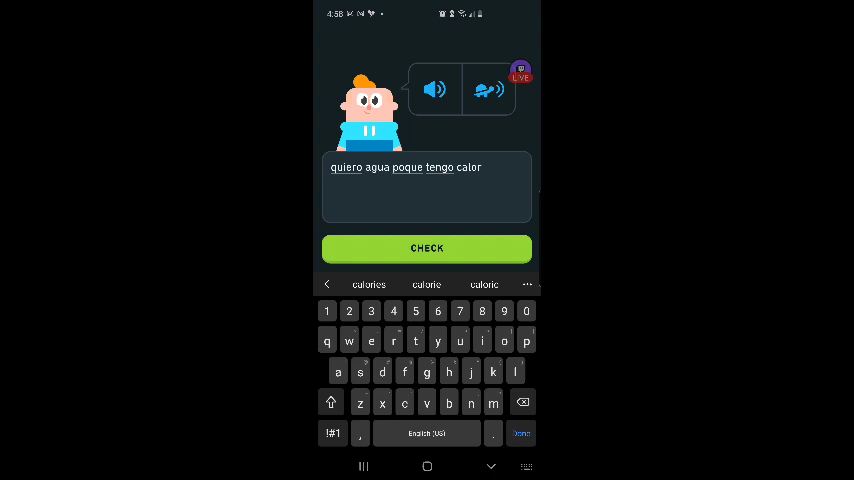 4:58
LIVE
quiero agua poque tengo calor
CHECK
calories calorie caloric
1 2 3 4 5 6 7 8 9 0
q w e r t y u i o p
a s d f g h j k l
z x c v b n m
!#1 , English (US) . Done